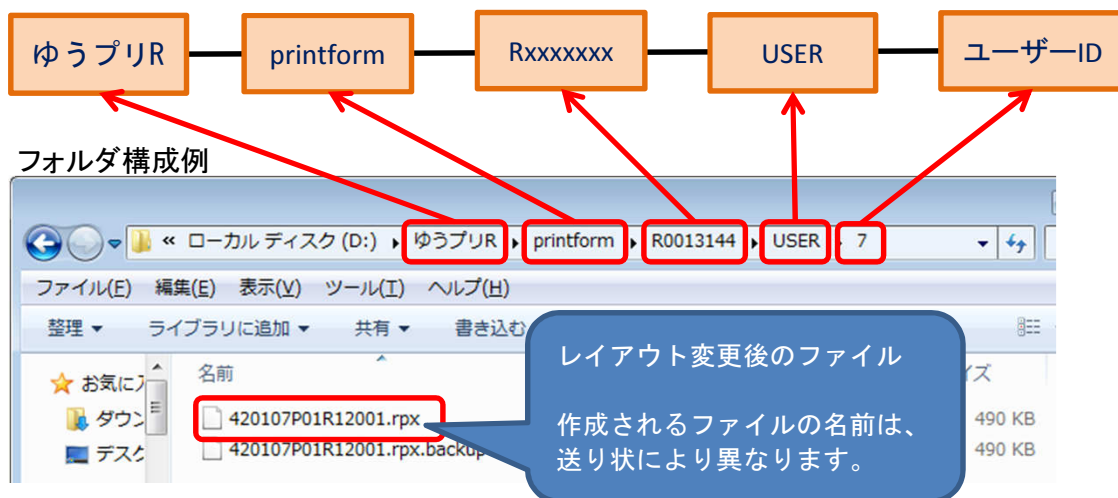 ゆうプリR printform Rxxxxxxx USER ユーザーID
フォルダ構成例
« ローカル ディスク (D:) ゆうプリR printform R0013144 USER 7
ファイル(F) 編集(E) 表示(V) ツール(T) ヘルプ(H)
整理 ライブラリに追加 共有 書き込む
お気に
名前
イズ
ダウン
420107P01R12001.rpx
490 KB
デスク
420107P01R12001.rpx.backup
490 KB
レイアウト変更後のファイル
作成されるファイルの名前は、
送り状により異なります。